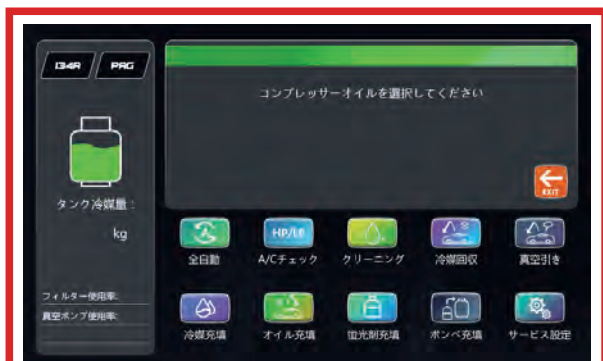 134A PAG
コンプレッサーオイルを選択してください
EXIT
タンク冷媒量：
kg
フィルター使用率:
真空ポンプ使用率:
全自動
HP/LP
A/Cチェック
クリーニング
冷媒回収
真空引き
冷媒充填
オイル充填
蛍光剤充填
ボンベ充填
サービス設定